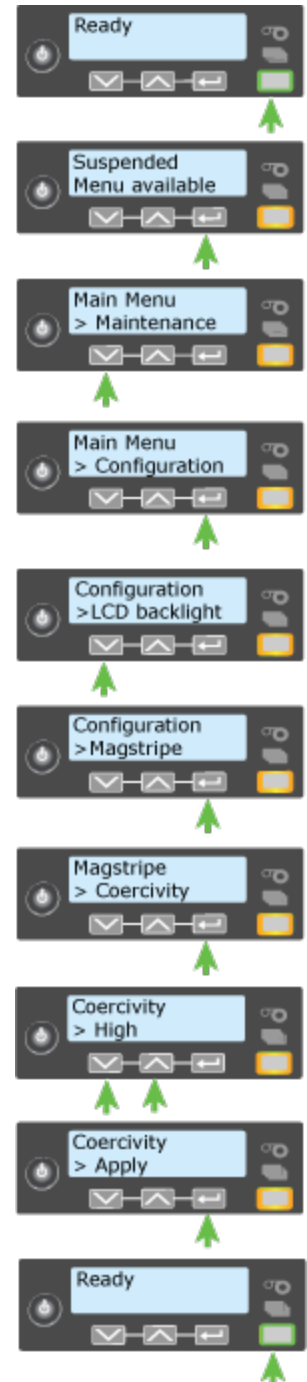 Ready
Suspended
Menu available
Main Menu
> Maintenance
Main Menu
> Configuration
Configuration
>LCD backlight
Configuration
>Magstripe
Magstripe
> Coercivity
Coercivity
> High
Coercivity
> Apply
Ready